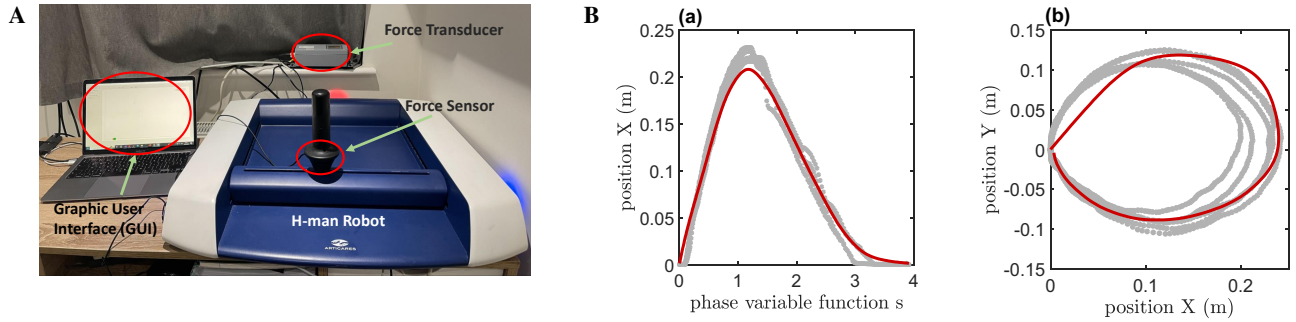 A
Force Transducer
Force Sensor
Graphic User
Interface (GUI)
H-man Robot
ARTICARES
B
(a)
position X (m)
0.25
0.2
0.15
0.1
0.05
0
0
1
2
3
4
phase variable function s
(b)
position Y (m)
0.15
0.1
0.05
0
-0.05
-0.1
-0.15
0
0.1
0.2
position X (m)